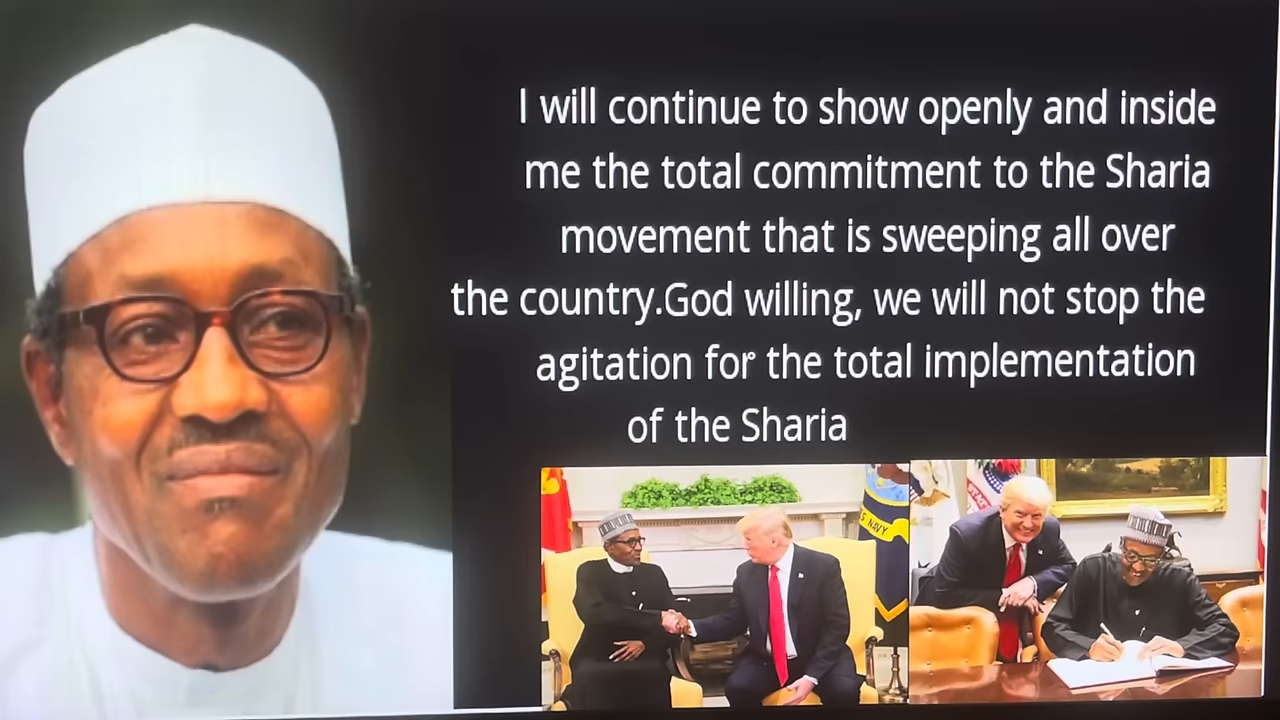 I will continue to show openly and inside
me the total commitment to the Sharia
movement that is sweeping all over
the country.God willing, we will not stop the
agitation for the total implementation
of the Sharia
S NAVY